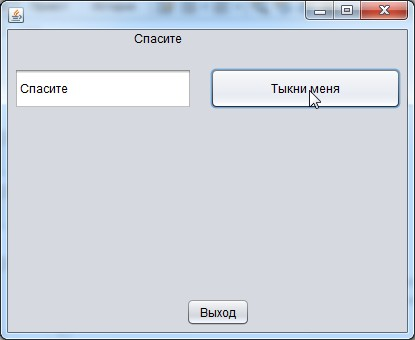 Спасите
Спасите
Тыкни меня
Выход